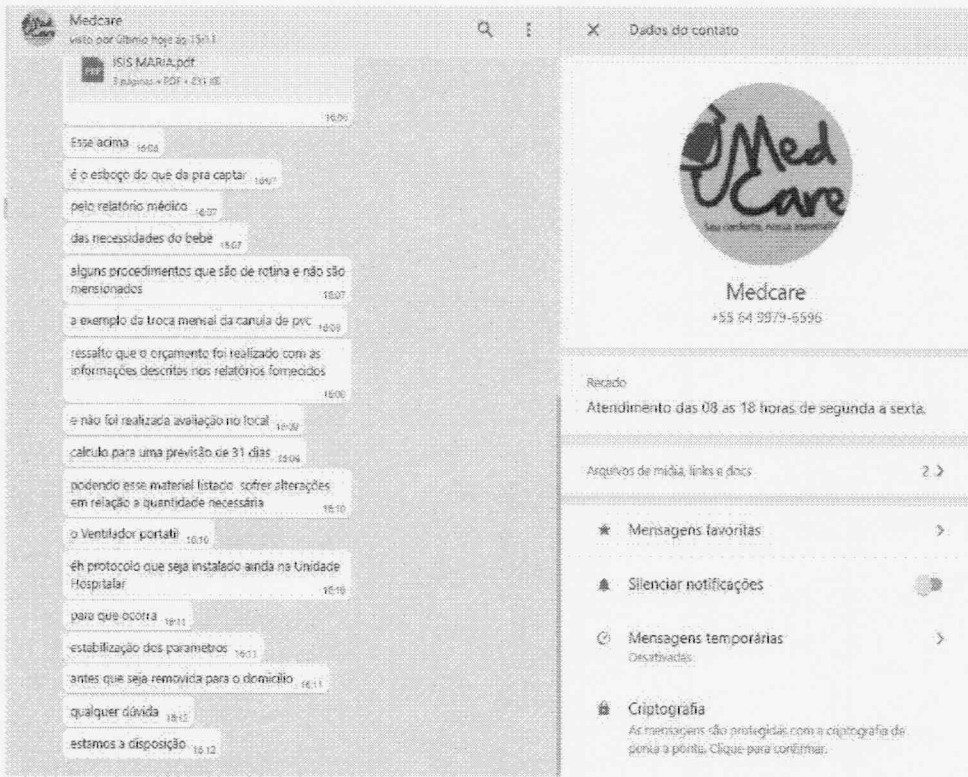 Medcare
visto por último hoje às 15:11
ISIS MARIA.pdf
3 páginas • PDF • 231 KB
16:06
Esse acima 16:06
é o esboço do que da pra captar 16:07
pelo relatório médico 16:07
das necessidades do bebê 16:07
alguns procedimentos que são de rotina e não são
mensionados 16:07
a exemplo da troca mensal da canula de pvc 16:08
ressalto que o orçamento foi realizado com as
informações descritas nos relatórios fornecidos
16:09
e não foi realizada avaliação no local 16:09
calculo para uma previsão de 31 dias 16:09
podendo esse material listado sofrer alterações
em relação a quantidade necessária 16:10
o Ventilador portatil 16:10
éh protocolo que seja instalado ainda na Unidade
Hospitalar 16:10
para que ocorra 16:11
estabilização dos parametros 16:11
antes que seja removida para o domicilio 16:11
qualquer dúvida 16:12
estamos a disposição 16:12
Dados do contato
Med
Care
Seu conforto, nossa
Medcare
+55 64 9979-6596
Recado
Atendimento das 08 as 18 horas de segunda a sexta.
Arquivos de mídia, links e docs 2
Mensagens favoritas
Silenciar notificações
Mensagens temporárias
Desativadas
Criptografia
As mensagens são protegidas com a criptografia de
ponta a ponta. Clique para confirmar.